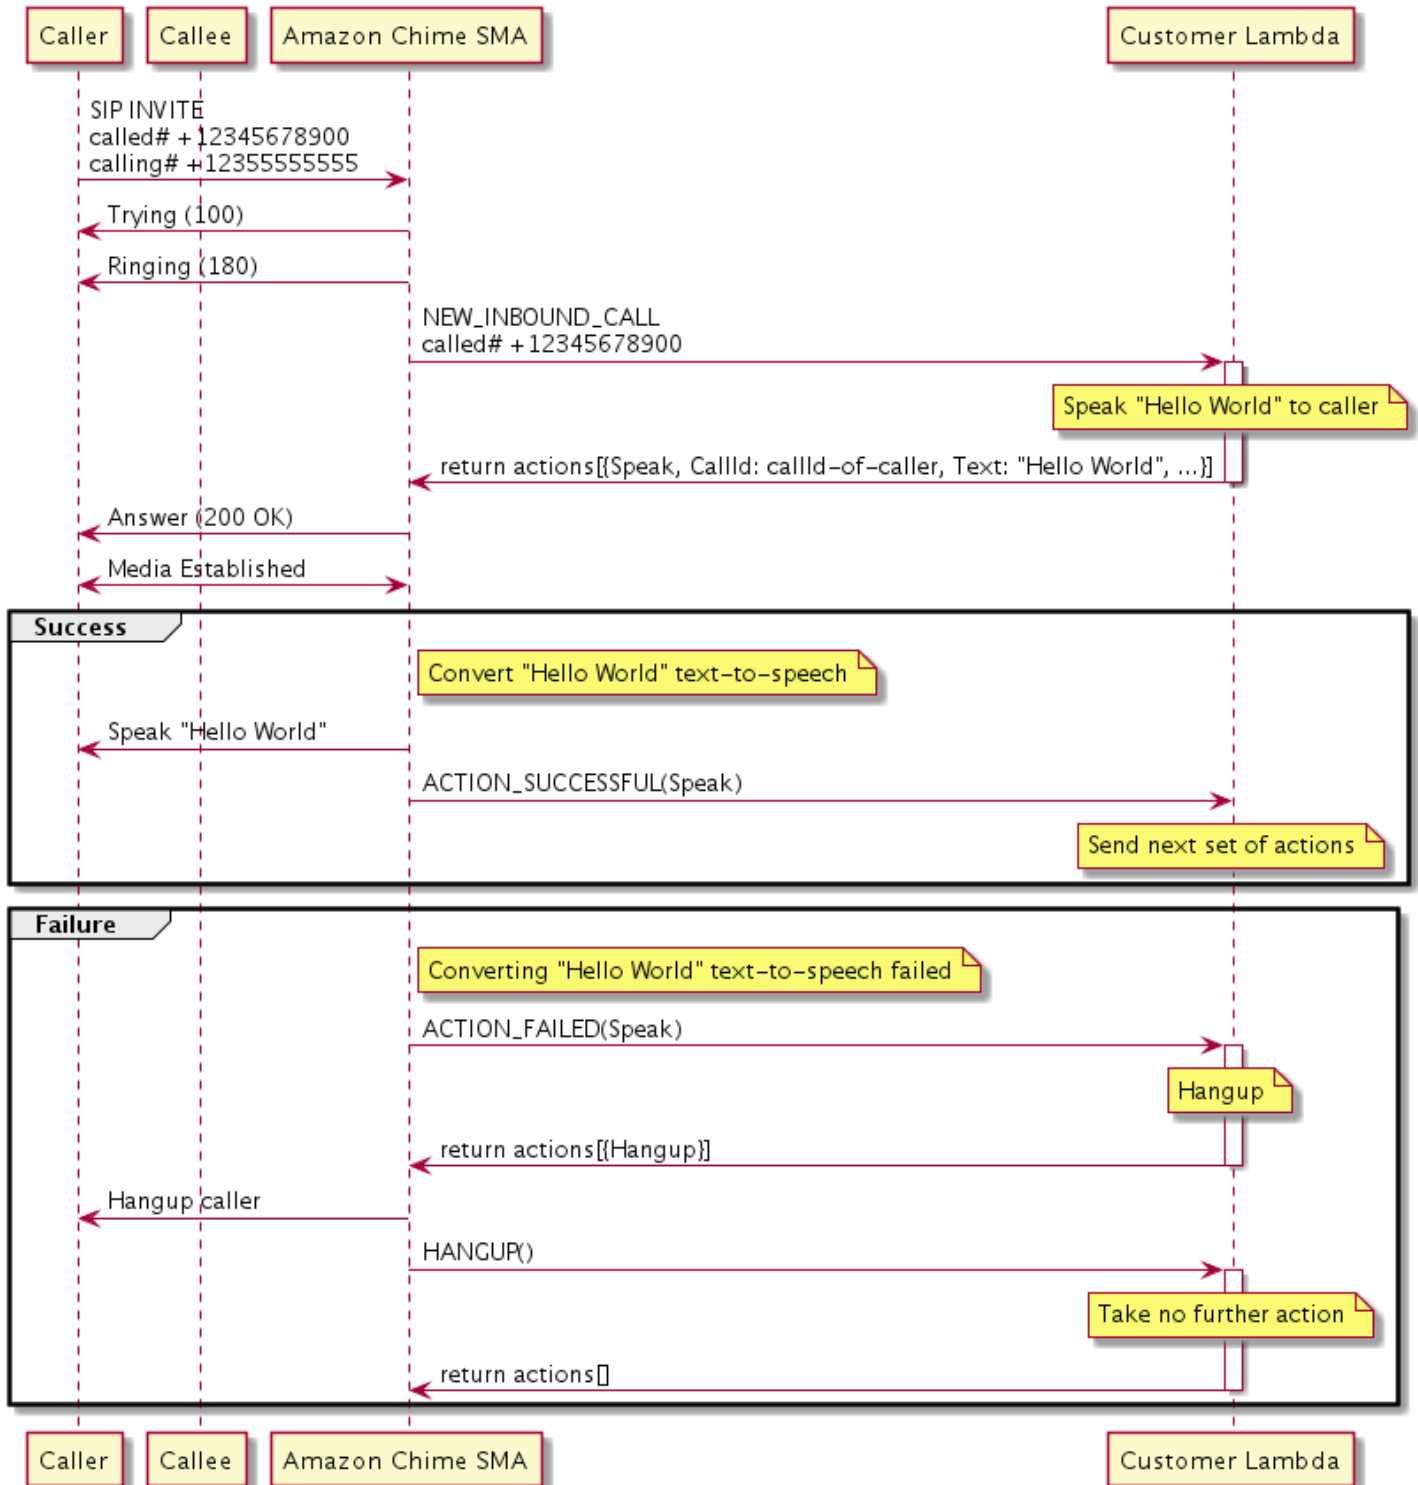 Caller
Callee
Amazon Chime SMA
Customer Lambda
SIP INVITE
called# +12345678900
calling# +12355555555
Trying (100)
Ringing (180)
NEW_INBOUND_CALL
called# +12345678900
Speak "Hello World" to caller
return actions[{Speak, CallId: callId-of-caller, Text: "Hello World", ...}]
Answer (200 OK)
Media Established
Success
Convert "Hello World" text-to-speech
Speak "Hello World"
ACTION_SUCCESSFUL(Speak)
Send next set of actions
Failure
Converting "Hello World" text-to-speech failed
ACTION_FAILED(Speak)
Hangup
return actions[{Hangup}]
Hangup caller
HANGUP()
Take no further action
return actions[]
Caller
Callee
Amazon Chime SMA
Customer Lambda